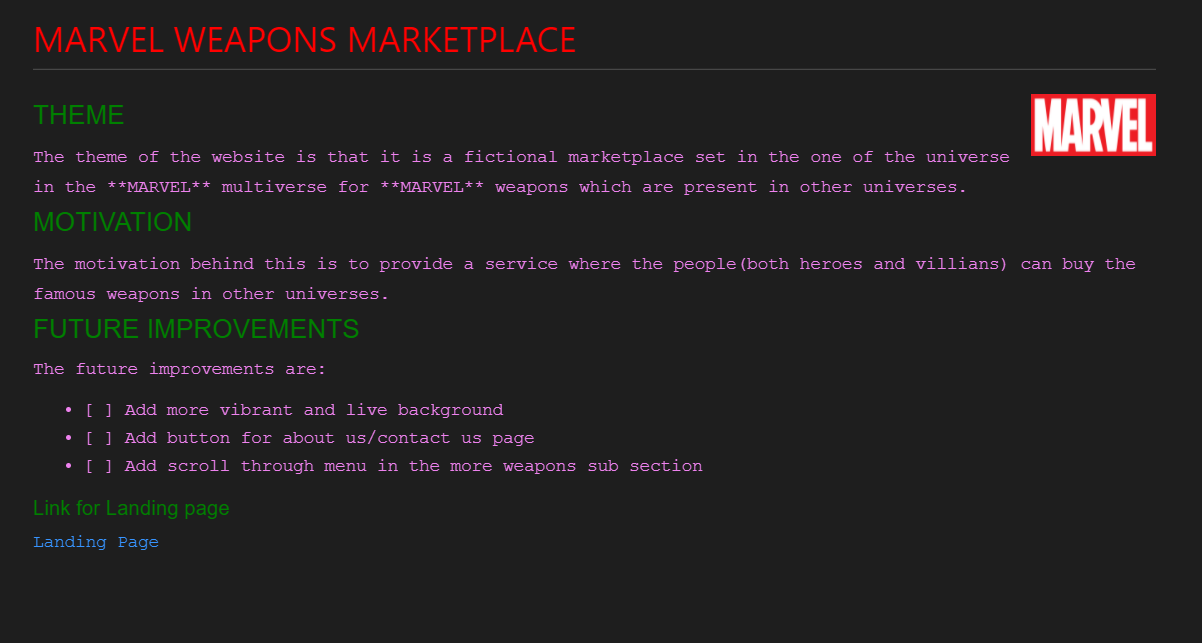 MARVEL WEAPONS MARKETPLACE
THEME
MARVEL
The theme of the website is that it is a fictional marketplace set in the one of the universe
in the **MARVEL** multiverse for **MARVEL** weapons which are present in other universes.
MOTIVATION
The motivation behind this is to provide a service where the people(both heroes and villians) can buy the
famous weapons in other universes.
FUTURE IMPROVEMENTS
The future improvements are:
• [ ] Add more vibrant and live background
• [ ] Add button for about us/contact us page
• [ ] Add scroll through menu in the more weapons sub section
Link for Landing page
Landing Page